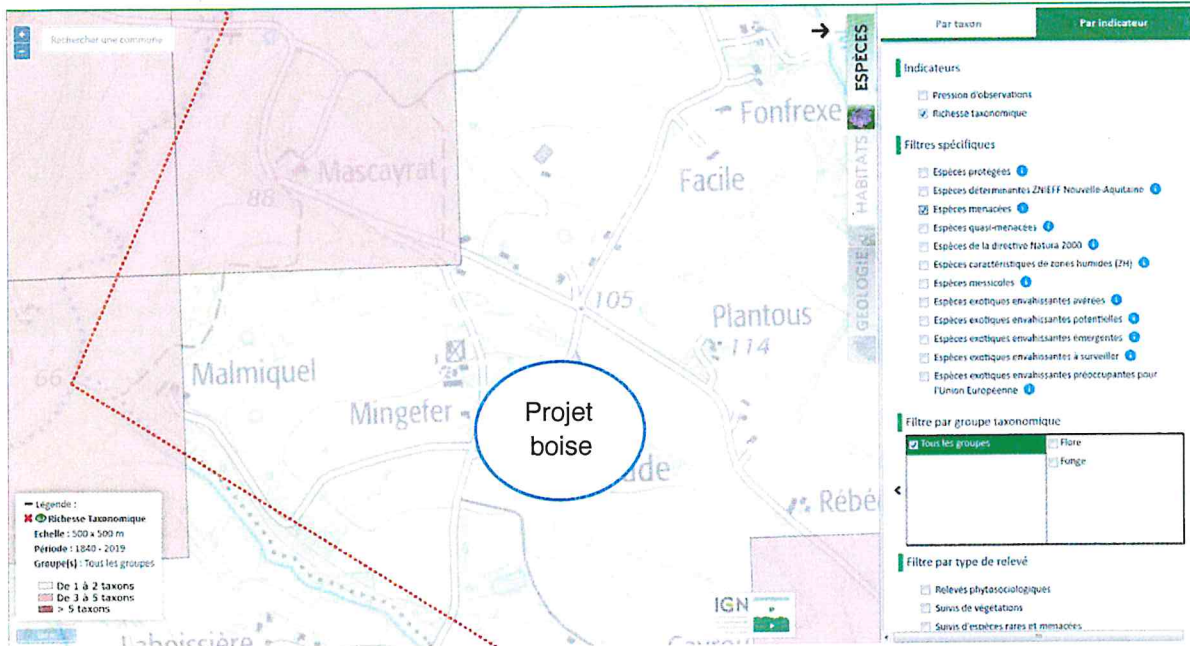 Rechercher une commune
Fonfrexe
Mascayrat
88
Facile
105
Plantous
114
66
Malmiquel
Mingefer
Projet
boise
ade
Légende :
Richesse Taxonomique
Echelle : 500 x 500 m
Période : 1840 - 2019
Groupe(s) : Tous les groupes
De 1 à 2 taxons
De 3 à 5 taxons
> 5 taxons
IGN
Laboissière
ESPÈCES
HABITATS
GÉOLOGIE
Par taxon
Par indicateur
Indicateurs
Pression d'observations
Richesse taxonomique
Filtres spécifiques
Espèces protégées
Espèces déterminantes ZNIEFF Nouvelle-Aquitaine
Espèces menacées
Espèces quasi-menacées
Espèces de la directive Natura 2000
Espèces caractéristiques de zones humides (ZH)
Espèces messicoles
Espèces exotiques envahissantes avérées
Espèces exotiques envahissantes potentielles
Espèces exotiques envahissantes émergentes
Espèces exotiques envahissantes à surveiller
Espèces exotiques envahissantes préoccupantes pour
l'Union Européenne
Filtre par groupe taxonomique
Tous les groupes
Flore
Fonge
Filtre par type de relevé
Relevés phytosociologiques
Suivis de végétations
Suivis d'espèces rares et menacées